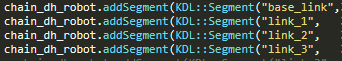 chain_dh_robot.addSegment(KDL::Segment("base_link",
chain_dh_robot.addSegment(KDL::Segment("link_1",
chain_dh_robot.addSegment(KDL::Segment("link_2",
chain_dh_robot.addSegment(KDL::Segment("link_3",